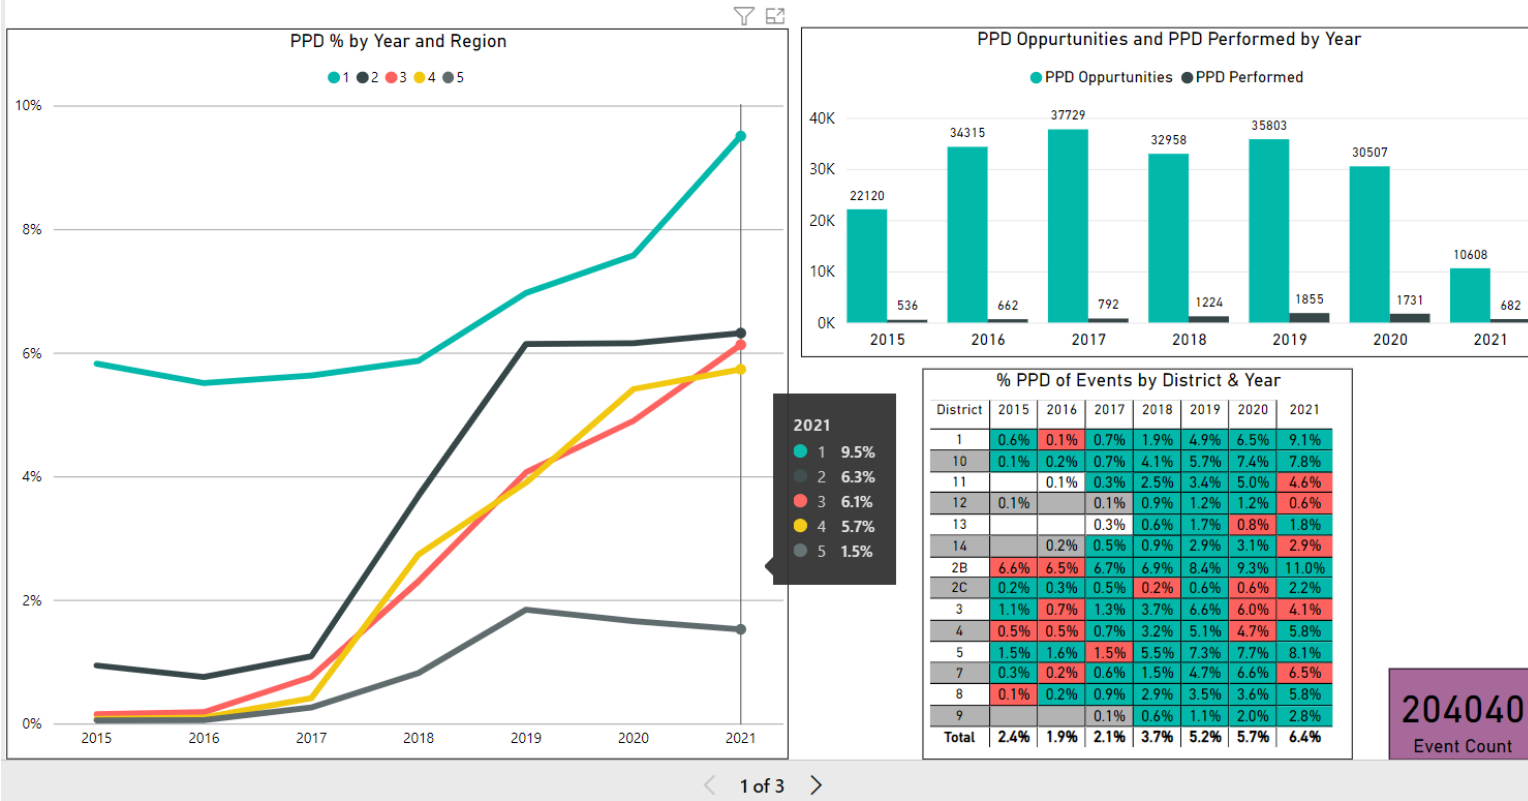 PPD % by Year and Region
1 2 3 4 5
10%
8%
6%
4%
2%
0%
2015 2016 2017 2018 2019 2020 2021
2021
1 9.5%
2 6.3%
3 6.1%
4 5.7%
5 1.5%
PPD Oppurtunities and PPD Performed by Year
PPD Oppurtunities PPD Performed
40K
30K
20K
10K
0K
22120 536
34315 662
37729 792
32958 1224
35803 1855
30507 1731
10608 682
2015 2016 2017 2018 2019 2020 2021
% PPD of Events by District & Year
District 2015 2016 2017 2018 2019 2020 2021
1 0.6% 0.1% 0.7% 1.9% 4.9% 6.5% 9.1%
10 0.1% 0.2% 0.7% 4.1% 5.7% 7.4% 7.8%
11 0.1% 0.3% 2.5% 3.4% 5.0% 4.6%
12 0.1% 0.1% 0.9% 1.2% 1.2% 0.6%
13 0.3% 0.6% 1.7% 0.8% 1.8%
14 0.2% 0.5% 0.9% 2.9% 3.1% 2.9%
2B 6.6% 6.5% 6.7% 6.9% 8.4% 9.3% 11.0%
2C 0.2% 0.3% 0.5% 0.2% 0.6% 0.6% 2.2%
3 1.1% 0.7% 1.3% 3.7% 6.6% 6.0% 4.1%
4 0.5% 0.5% 0.7% 3.2% 5.1% 4.7% 5.8%
5 1.5% 1.6% 1.5% 5.5% 7.3% 7.7% 8.1%
7 0.3% 0.2% 0.6% 1.5% 4.7% 6.6% 6.5%
8 0.1% 0.2% 0.9% 2.9% 3.5% 3.6% 5.8%
9 0.1% 0.6% 1.1% 2.0% 2.8%
Total 2.4% 1.9% 2.1% 3.7% 5.2% 5.7% 6.4%
204040
Event Count
1 of 3